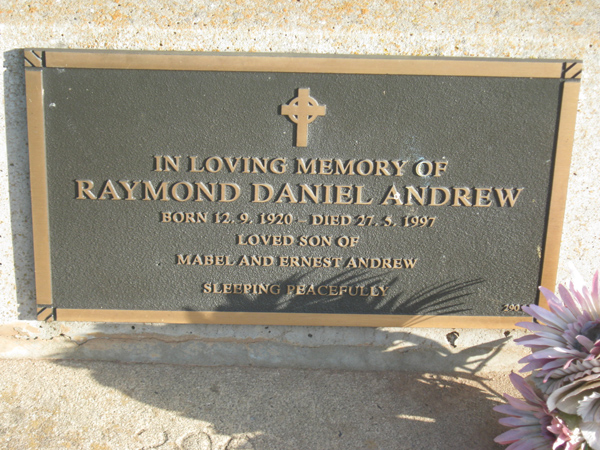 IN LOVING MEMORY OF
RAYMOND DANIEL ANDREW
BORN 12. 9. 1920 – DIED 27. 5. 1997
LOVED SON OF
MABEL AND ERNEST ANDREW
SLEEPING PEACEFULLY